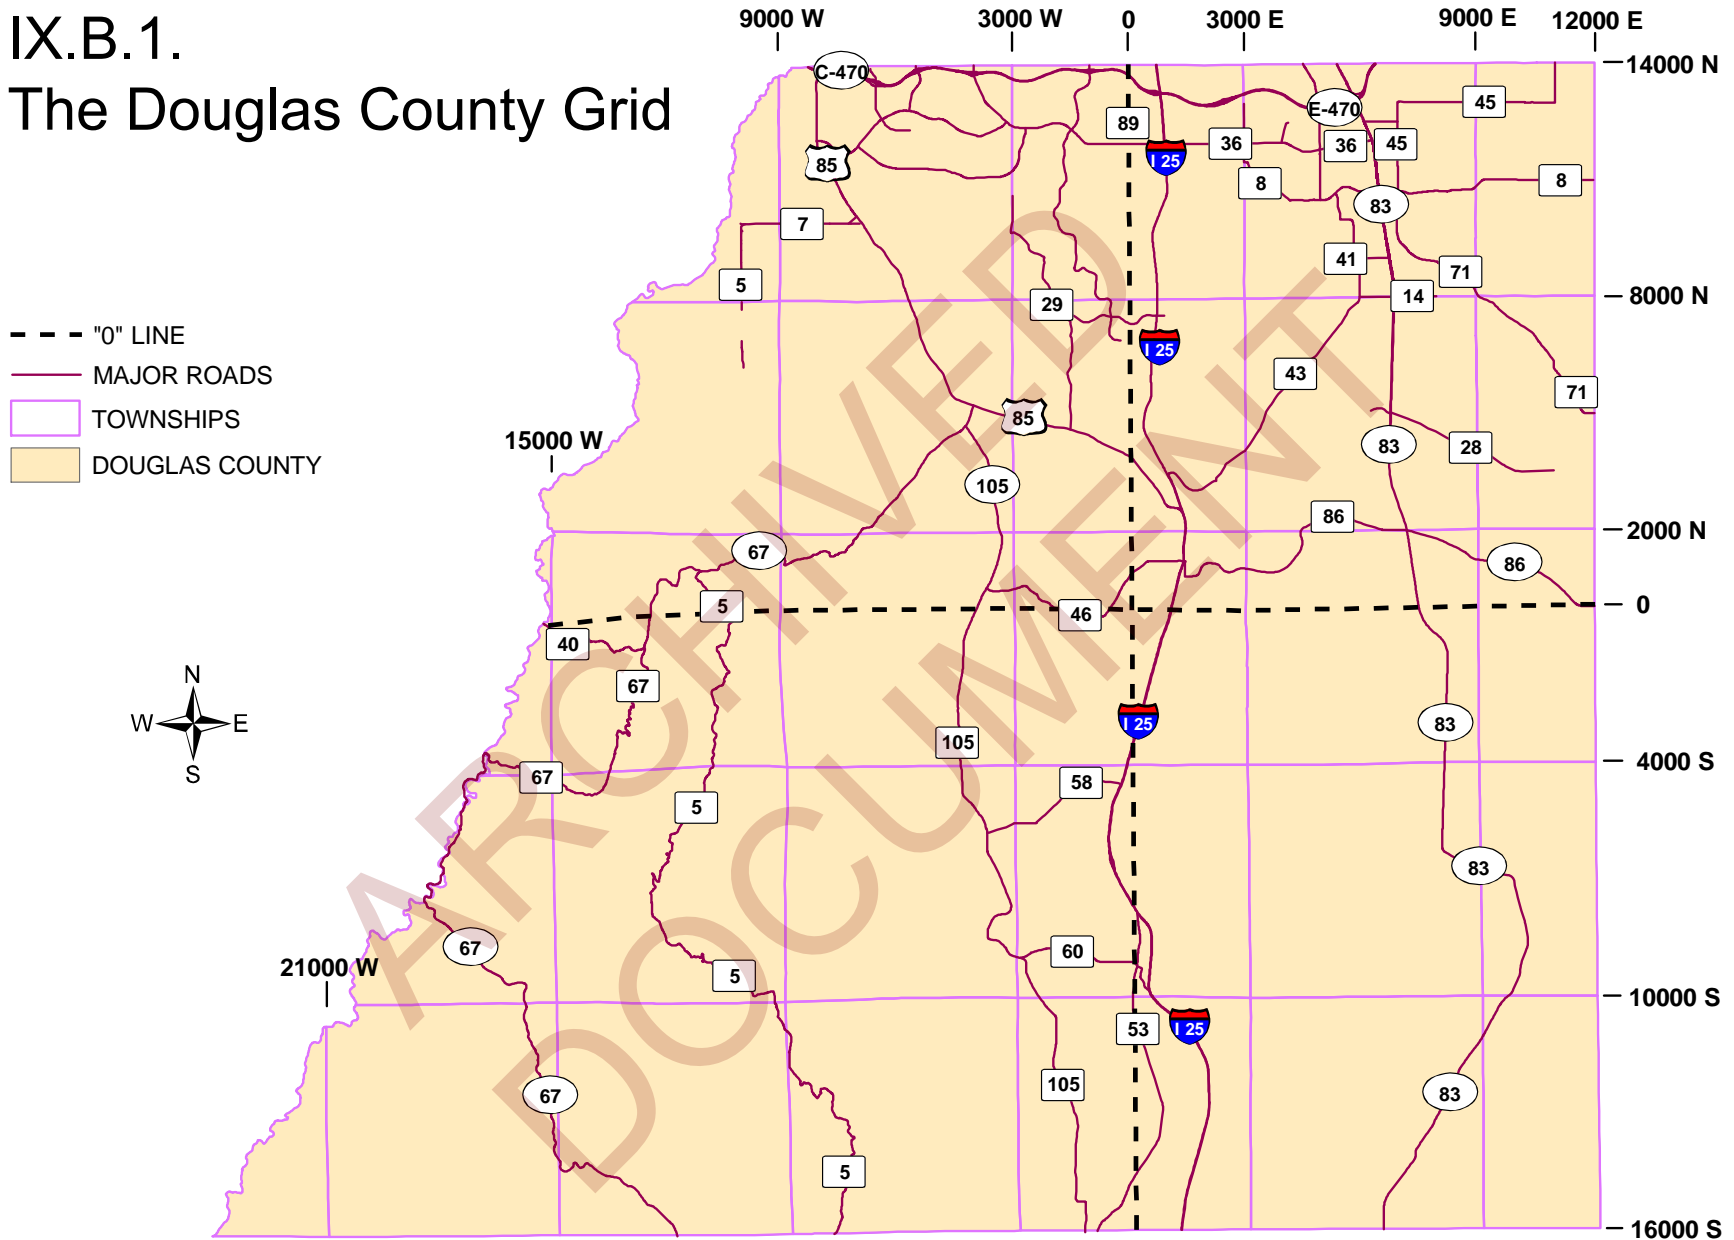 IX.B.1.
The Douglas County Grid
9000 W
3000 W
0
3000 E
9000 E
12000 E
14000 N
8000 N
2000 N
0
4000 S
10000 S
16000 S
15000 W
21000 W
"0" LINE
MAJOR ROADS
TOWNSHIPS
DOUGLAS COUNTY
N
W
E
S
C-470
E-470
45
89
36
36
45
85
I 25
8
8
83
7
41
71
5
14
29
I 25
43
71
85
83
28
105
86
67
86
5
46
40
67
I 25
83
105
67
58
5
83
67
60
5
53
I 25
105
67
83
5
ARCHIVED
DOCUMENT